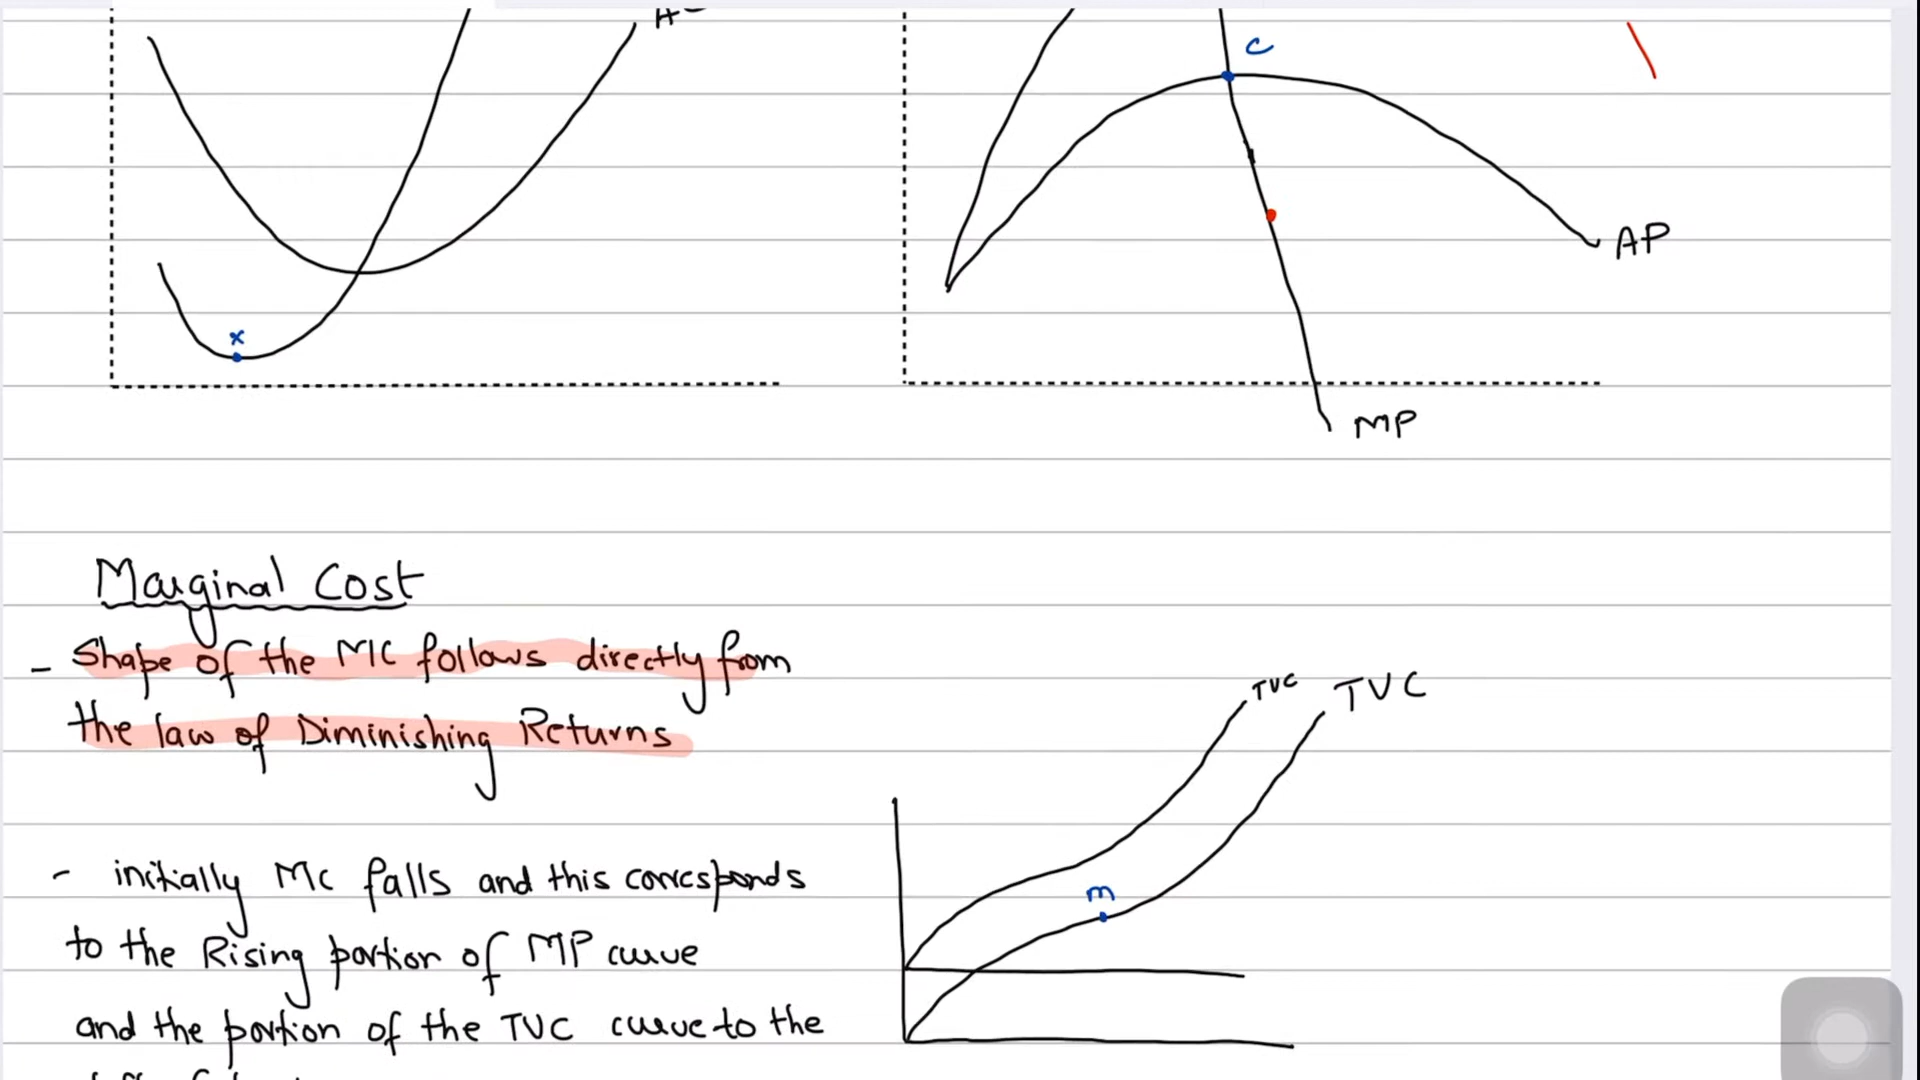 C
AP
x
MP
Marginal Cost
- Shape of the MC follows directly from
the law of Diminishing Returns
TVC
TVC
- initially MC falls and this corresponds
m
to the Rising portion of MP curve
and the portion of the TVC curve to the